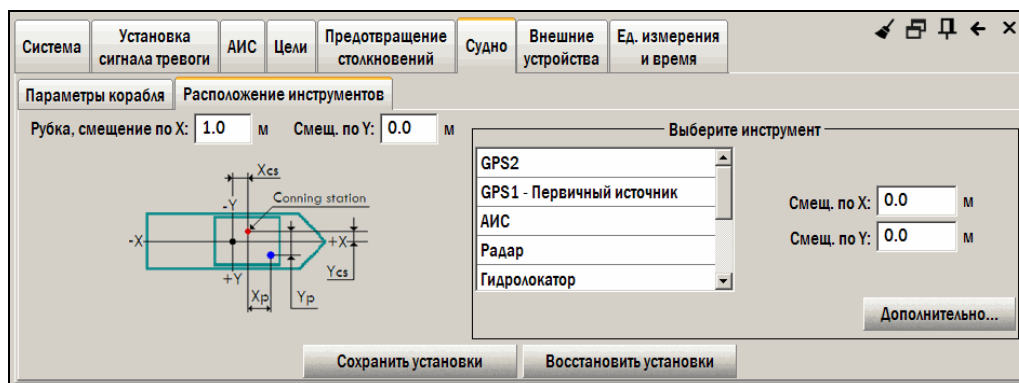 Система
Установка
сигнала тревоги
АИС
Цели
Предотвращение
столкновений
Судно
Внешние
устройства
Ед. измерения
и время
Параметры корабля
Расположение инструментов
Рубка, смещение по X: 1.0 м Смещ. по Y: 0.0 м
Выберите инструмент
GPS2
GPS1 - Первичный источник
АИС
Радар
Гидролокатор
Смещ. по X: 0.0 м
Смещ. по Y: 0.0 м
Дополнительно...
Xcs
-Y
Conning station
-X
+X
+Y
Ycs
Xp
Yp
Сохранить установки
Восстановить установки